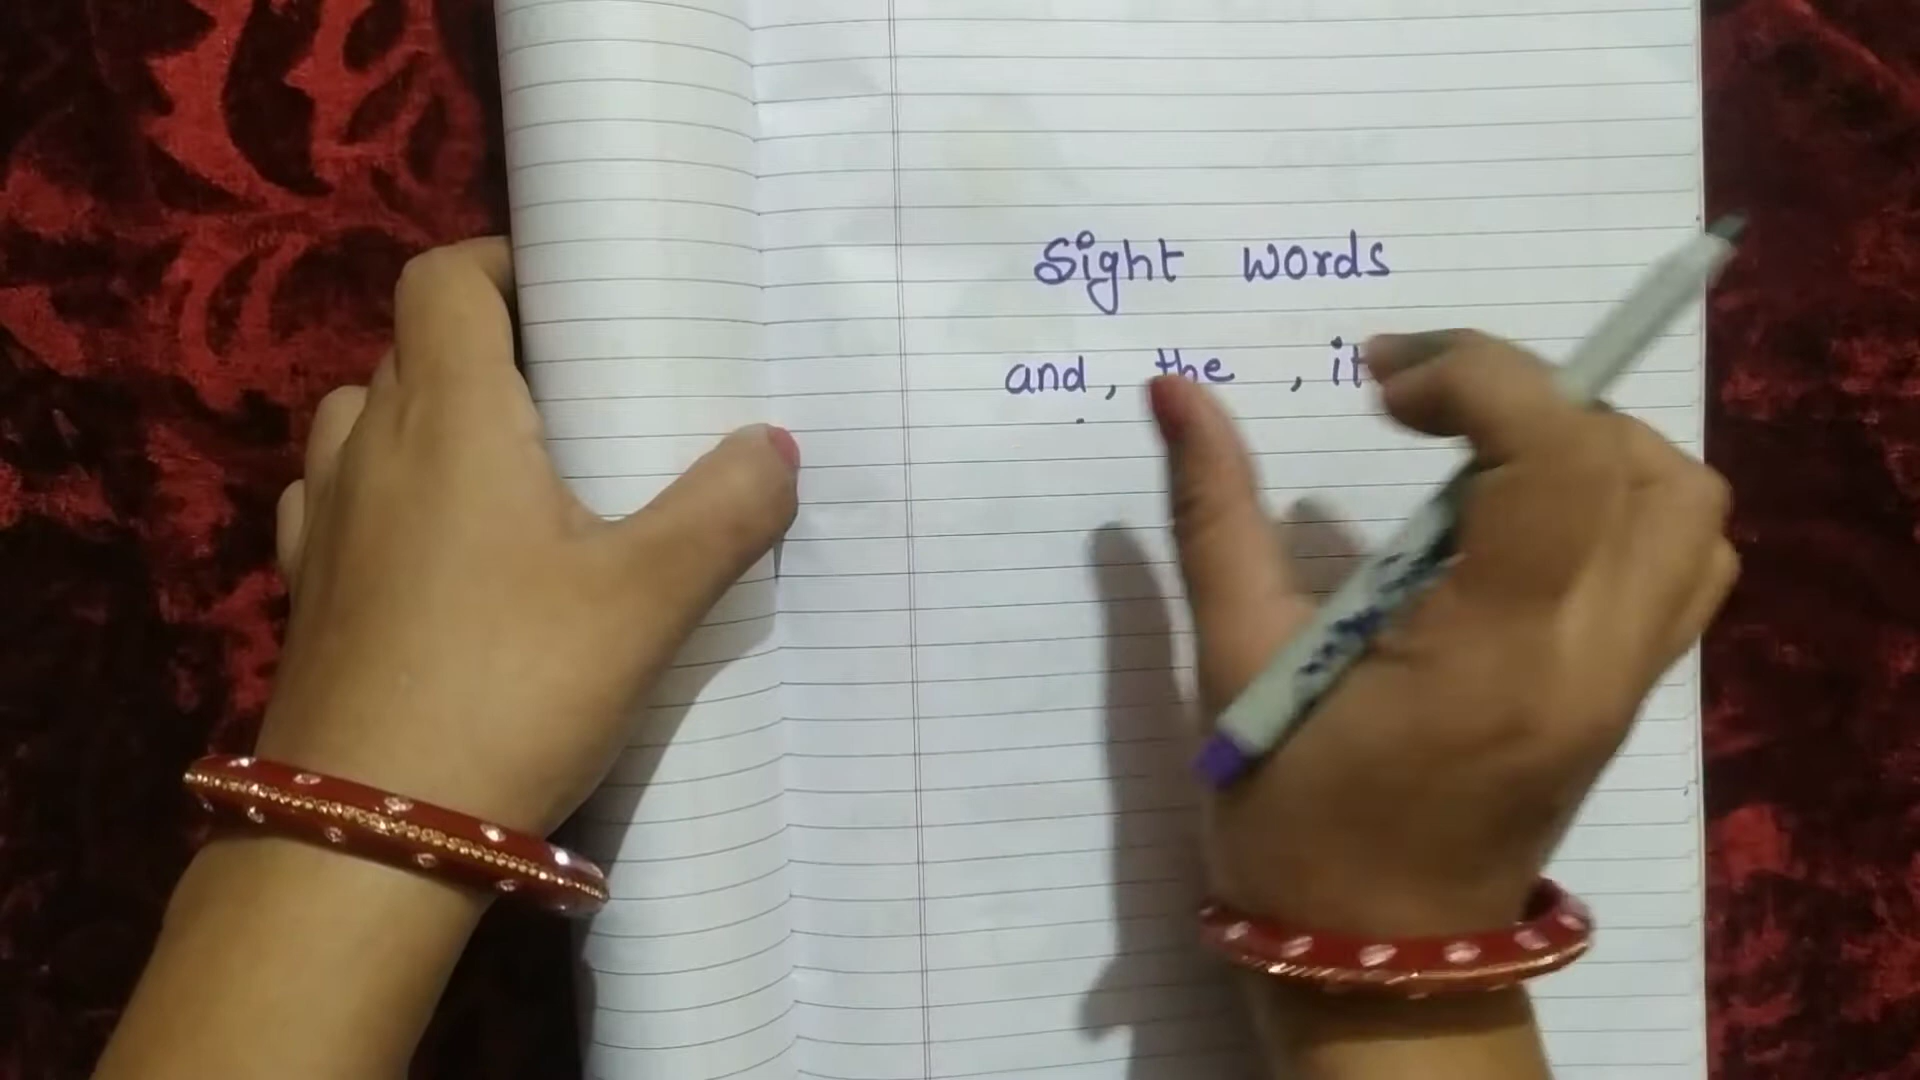 Sight words
and, the , it